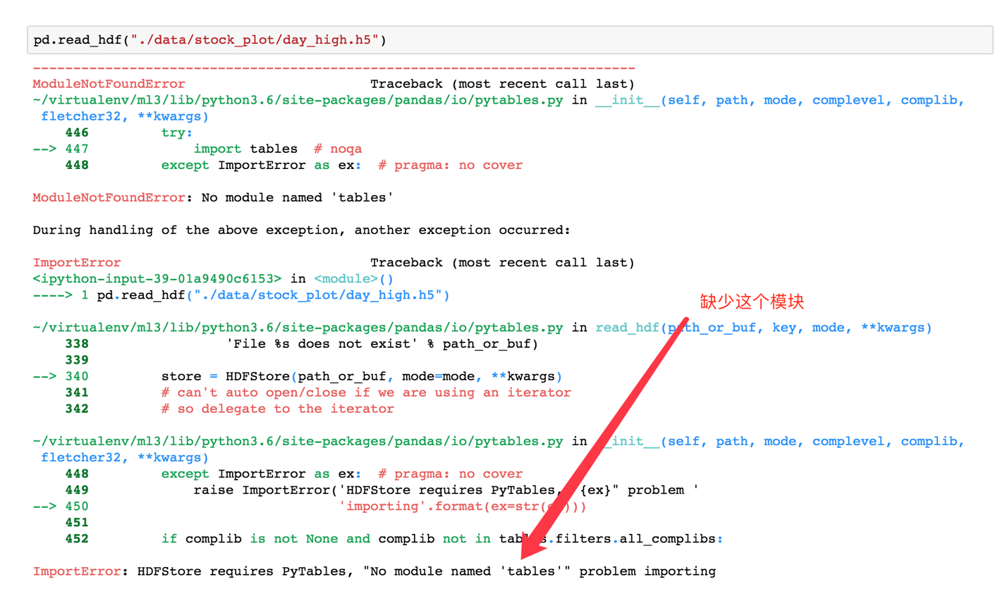 pd.read_hdf("./data/stock_plot/day_high.h5")
---------------------------------------------------------------------------
ModuleNotFoundError                       Traceback (most recent call last)
~/virtualenv/ml3/lib/python3.6/site-packages/pandas/io/pytables.py in __init__(self, path, mode, complevel, complib,
 fletcher32, **kwargs)
    446         try:
--> 447             import tables  # noqa
    448         except ImportError as ex:  # pragma: no cover
ModuleNotFoundError: No module named 'tables'
During handling of the above exception, another exception occurred:
ImportError                               Traceback (most recent call last)
<ipython-input-39-01a9490c6153> in <module>()
----> 1 pd.read_hdf("./data/stock_plot/day_high.h5")
缺少这个模块
~/virtualenv/ml3/lib/python3.6/site-packages/pandas/io/pytables.py in read_hdf(path_or_buf, key, mode, **kwargs)
    338                 'File %s does not exist' % path_or_buf)
    339
--> 340         store = HDFStore(path_or_buf, mode=mode, **kwargs)
    341         # can't auto open/close if we are using an iterator
    342         # so delegate to the iterator
~/virtualenv/ml3/lib/python3.6/site-packages/pandas/io/pytables.py in __init__(self, path, mode, complevel, complib,
 fletcher32, **kwargs)
    448         except ImportError as ex:  # pragma: no cover
    449             raise ImportError('HDFStore requires PyTables, {ex}" problem '
--> 450                               'importing'.format(ex=str(
    451
    452         if complib is not None and complib not in tables.filters.all_complibs:
ImportError: HDFStore requires PyTables, "No module named 'tables'" problem importing